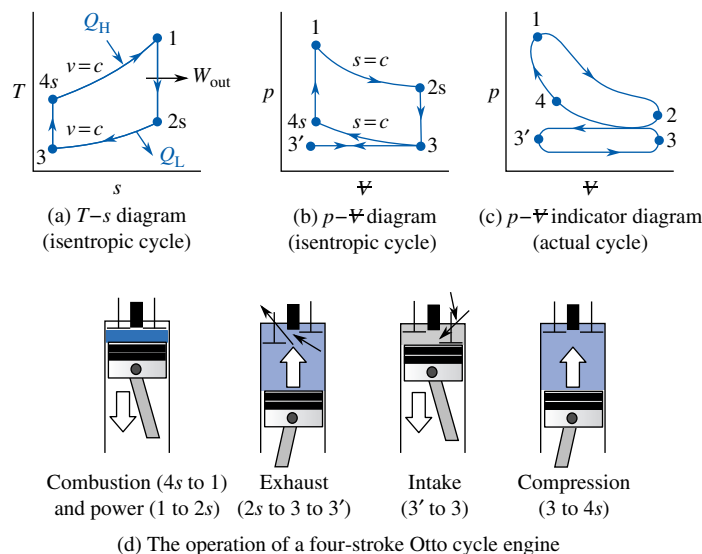 Q_H
1
T
4s
v = c
W_out
v = c
2s
3
Q_L
s
(a) T–s diagram
(isentropic cycle)
1
s = c
2s
p
4s
s = c
3′
3
V̶
(b) p–V̶ diagram
(isentropic cycle)
1
p
4
2
3′
3
V̶
(c) p–V̶ indicator diagram
(actual cycle)
Combustion (4s to 1)
and power (1 to 2s)
Exhaust
(2s to 3 to 3′)
Intake
(3′ to 3)
Compression
(3 to 4s)
(d) The operation of a four-stroke Otto cycle engine